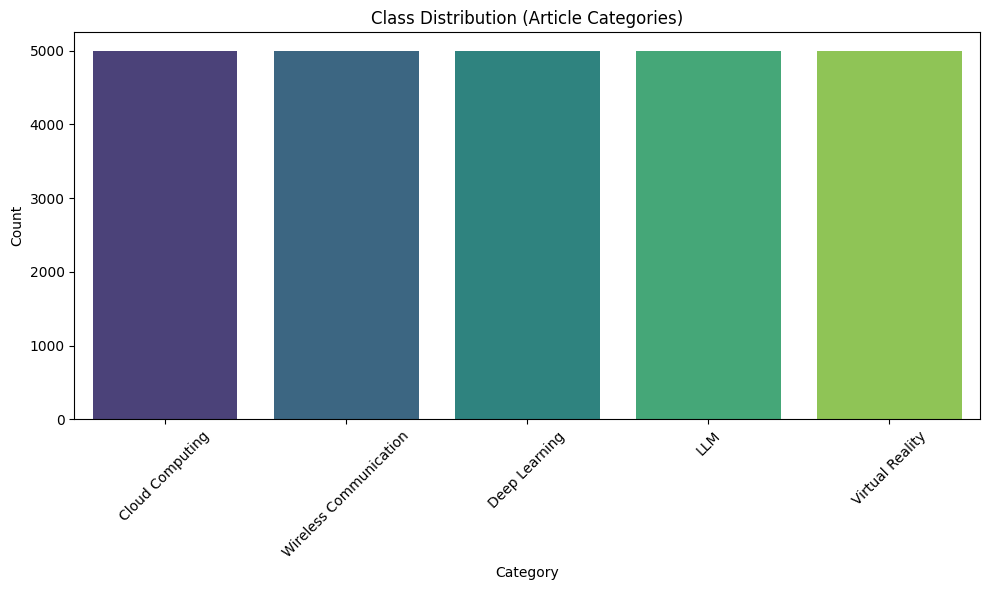 Class Distribution (Article Categories)
Count
5000
4000
3000
2000
1000
0
Cloud Computing
Wireless Communication
Deep Learning
LLM
Virtual Reality
Category